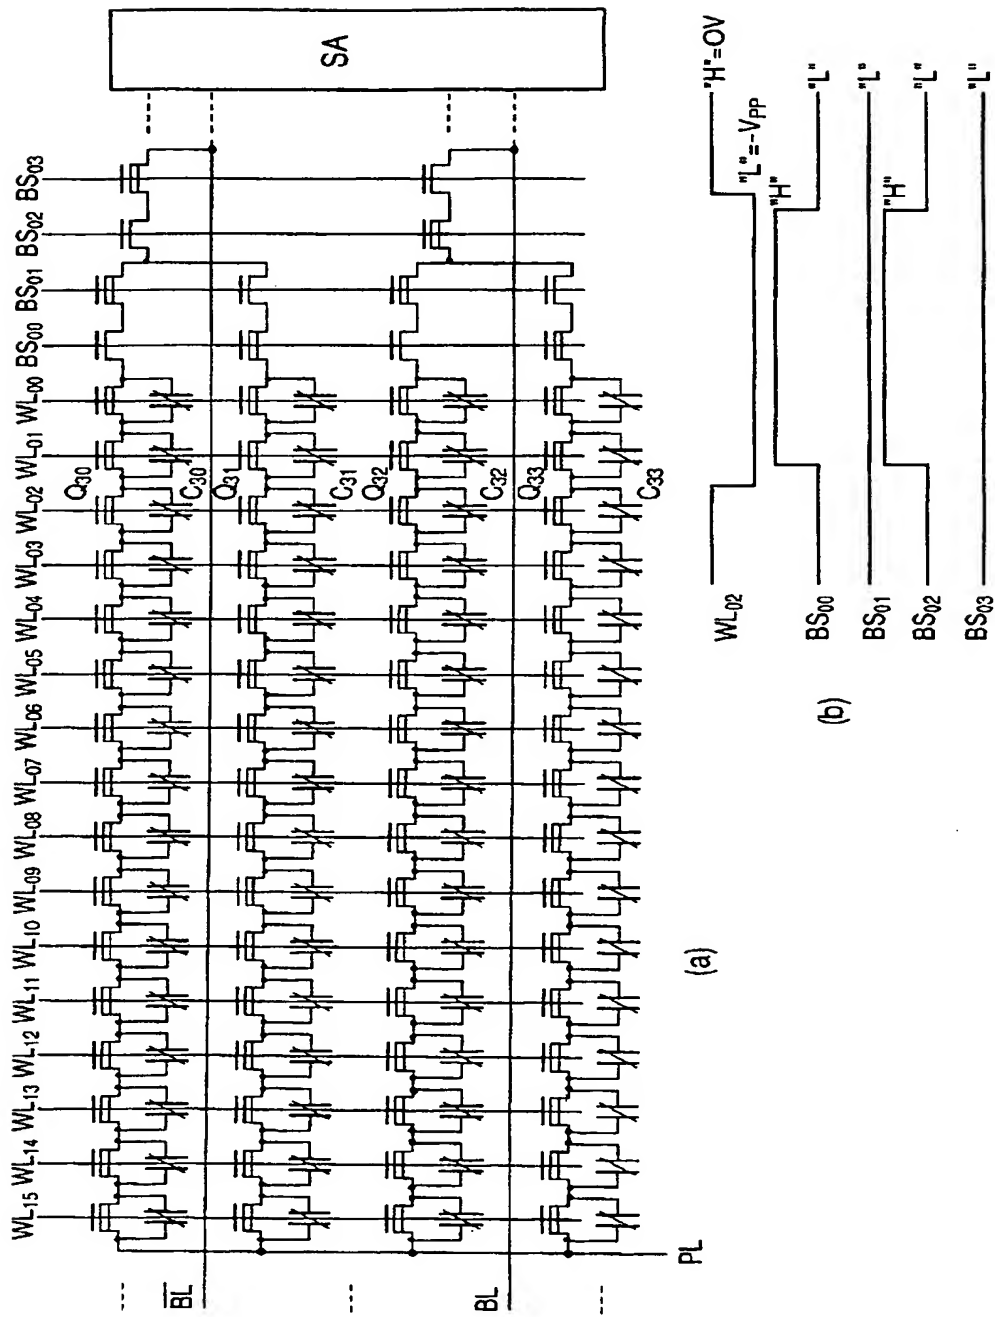 WL15 WL14 WL13 WL12 WL11 WL10 WL09 WL08 WL07 WL06 WL05 WL04 WL03 WL02 WL01 WL00 BS00 BS01 BS02 BS03
Q30
C30
Q31
C31
Q32
C32
Q33
C33
SA
BL
BL
PL
(a)
WL02
"H"=0V
"L"=-VPP
BS00
"H"
"L"
BS01
"L"
BS02
"H"
"L"
BS03
"L"
(b)